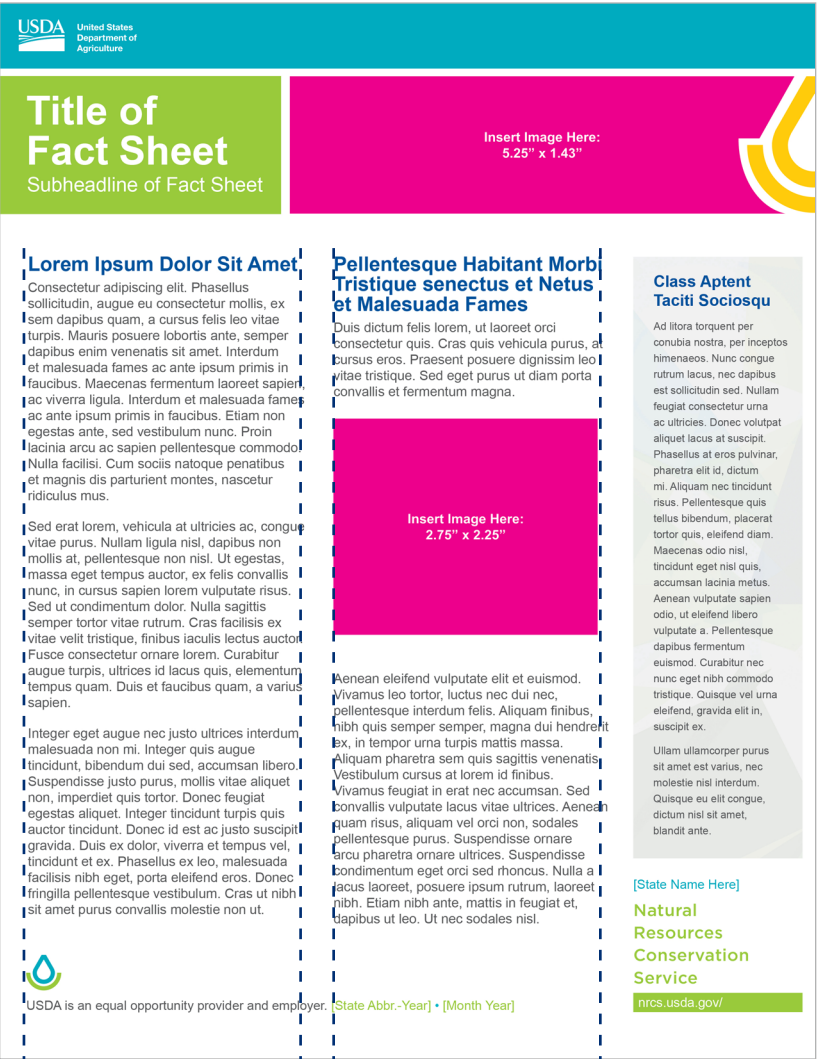 USDA
United States
Department of
Agriculture
Title of
Fact Sheet
Subheadline of Fact Sheet
Insert Image Here:
5.25” x 1.43”
Lorem Ipsum Dolor Sit Amet
Consectetur adipiscing elit. Phasellus
sollicitudin, augue eu consectetur mollis, ex
sem dapibus quam, a cursus felis leo vitae
turpis. Mauris posuere lobortis ante, semper
dapibus enim venenatis sit amet. Interdum
et malesuada fames ac ante ipsum primis in
faucibus. Maecenas fermentum laoreet sapien,
ac viverra ligula. Interdum et malesuada fames
ac ante ipsum primis in faucibus. Etiam non
egestas ante, sed vestibulum nunc. Proin
lacinia arcu ac sapien pellentesque commodo.
Nulla facilisi. Cum sociis natoque penatibus
et magnis dis parturient montes, nascetur
ridiculus mus.
Sed erat lorem, vehicula at ultricies ac, congue
vitae purus. Nullam ligula nisl, dapibus non
mollis at, pellentesque non nisl. Ut egestas,
massa eget tempus auctor, ex felis convallis
nunc, in cursus sapien lorem vulputate risus.
Sed ut condimentum dolor. Nulla sagittis
semper tortor vitae rutrum. Cras facilisis ex
vitae velit tristique, finibus iaculis lectus auctor.
Fusce consectetur ornare lorem. Curabitur
augue turpis, ultrices id lacus quis, elementum
tempus quam. Duis et faucibus quam, a varius
sapien.
Integer eget augue nec justo ultrices interdum
malesuada non mi. Integer quis augue
tincidunt, bibendum dui sed, accumsan libero.
Suspendisse justo purus, mollis vitae aliquet
non, imperdiet quis tortor. Donec feugiat
egestas aliquet. Integer tincidunt turpis quis
auctor tincidunt. Donec id est ac justo suscipit
gravida. Duis ex dolor, viverra et tempus vel,
tincidunt et ex. Phasellus ex leo, malesuada
facilisis nibh eget, porta eleifend eros. Donec
fringilla pellentesque vestibulum. Cras ut nibh
sit amet purus convallis molestie non ut.
Pellentesque Habitant Morbi
Tristique senectus et Netus
et Malesuada Fames
Duis dictum felis lorem, ut laoreet orci
consectetur quis. Cras quis vehicula purus, at
cursus eros. Praesent posuere dignissim leo
vitae tristique. Sed eget purus ut diam porta
convallis et fermentum magna.
Insert Image Here:
2.75” x 2.25”
Aenean eleifend vulputate elit et euismod.
Vivamus leo tortor, luctus nec dui nec,
pellentesque interdum felis. Aliquam finibus,
nibh quis semper semper, magna dui hendrerit
ex, in tempor urna turpis mattis massa.
Aliquam pharetra sem quis sagittis venenatis.
Vestibulum cursus at lorem id finibus.
Vivamus feugiat in erat nec accumsan. Sed
convallis vulputate lacus vitae ultrices. Aenean
quam risus, aliquam vel orci non, sodales
pellentesque purus. Suspendisse ornare
arcu pharetra ornare ultrices. Suspendisse
condimentum eget orci sed rhoncus. Nulla a
lacus laoreet, posuere ipsum rutrum, laoreet
nibh. Etiam nibh ante, mattis in feugiat et,
dapibus ut leo. Ut nec sodales nisl.
Class Aptent
Taciti Sociosqu
Ad litora torquent per
conubia nostra, per inceptos
himenaeos. Nunc congue
rutrum lacus, nec dapibus
est sollicitudin sed. Nullam
feugiat consectetur urna
ac ultricies. Donec volutpat
aliquet lacus at suscipit.
Phasellus at eros pulvinar,
pharetra elit id, dictum
mi. Aliquam nec tincidunt
risus. Pellentesque quis
tellus bibendum, placerat
tortor quis, eleifend diam.
Maecenas odio nisl,
tincidunt eget nisl quis,
accumsan lacinia metus.
Aenean vulputate sapien
odio, ut eleifend libero
vulputate a. Pellentesque
dapibus fermentum
euismod. Curabitur nec
nunc eget nibh commodo
tristique. Quisque vel urna
eleifend, gravida elit in,
suscipit ex.
Ullam ullamcorper purus
sit amet est varius, nec
molestie nisl interdum.
Quisque eu elit congue,
dictum nisl sit amet,
blandit ante.
[State Name Here]
Natural
Resources
Conservation
Service
nrcs.usda.gov/
USDA is an equal opportunity provider and employer. [State Abbr.-Year] • [Month Year]